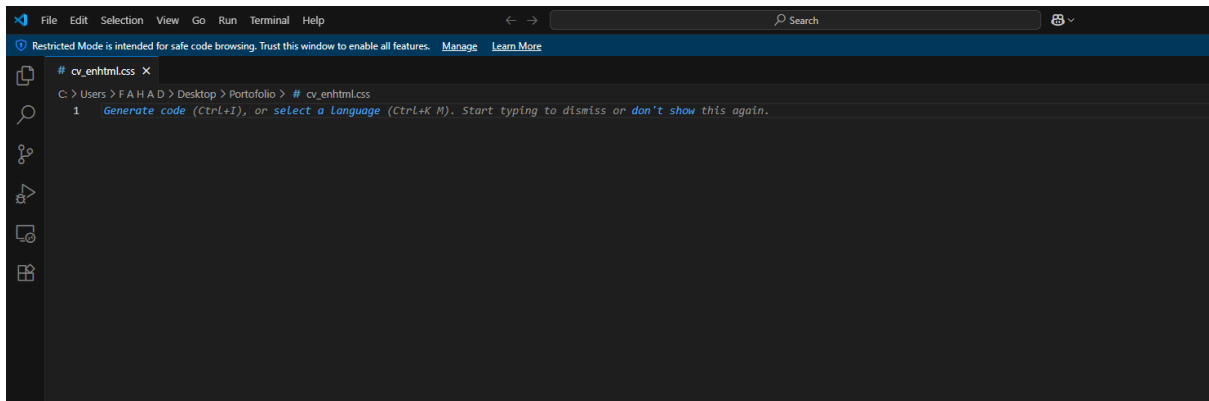 File Edit Selection View Go Run Terminal Help Search
Restricted Mode is intended for safe code browsing. Trust this window to enable all features. Manage Learn More
# cv_enhtml.css
C: > Users > F A H A D > Desktop > Portofolio > # cv_enhtml.css
1 Generate code (Ctrl+I), or select a language (Ctrl+K M). Start typing to dismiss or don't show this again.